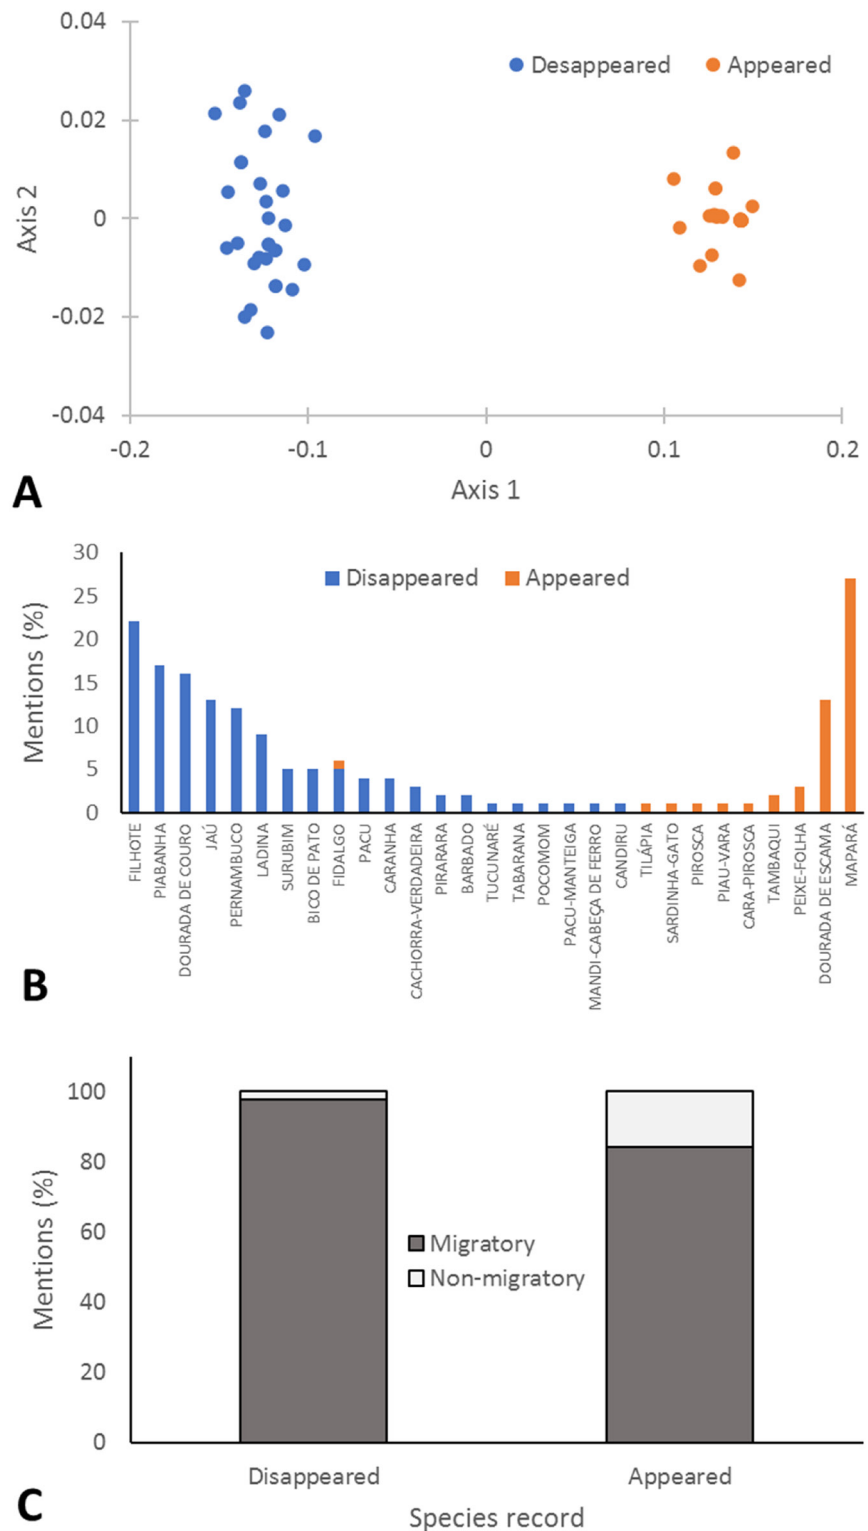 0.04
Desappeared Appeared
0.02
Axis 2
0
-0.02
-0.04
-0.2 -0.1 0 0.1 0.2
Axis 1
A
30
Disappeared Appeared
25
20
Mentions (%)
15
10
5
0
FILHOTE
PIABANHA
DOURADA DE COURO
JAÚ
PERNAMBUCO
LADINA
SURUBIM
BICO DE PATO
FIDALGO
PACU
CARANHA
CACHORRA-VERDADEIRA
PIRARARA
BARBADO
TUCUNARÉ
TABARANA
POCOMOM
PACU-MANTEIGA
MANDI-CABEÇA DE FERRO
CANDIRU
TILÁPIA
SARDINHA-GATO
PIROSCA
PIAU-VARA
CARA-PIROSCA
TAMBAQUI
PEIXE-FOLHA
DOURADA DE ESCAMA
MAPARÁ
B
100
80
60
Mentions (%)
Migratory
Non-migratory
40
20
0
Disappeared Appeared
Species record
C